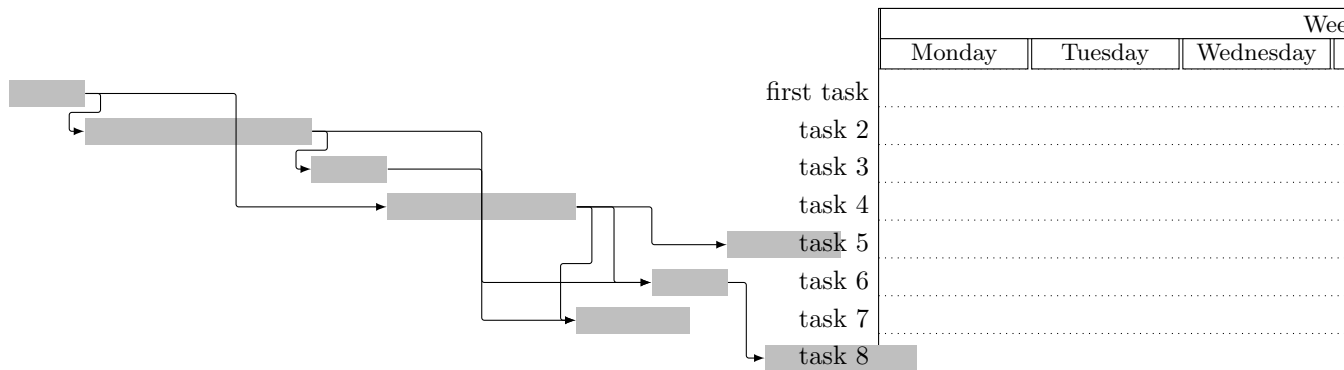 Monday Tuesday Wednesday
first task
task 2
task 3
task 4
task 5
task 6
task 7
task 8